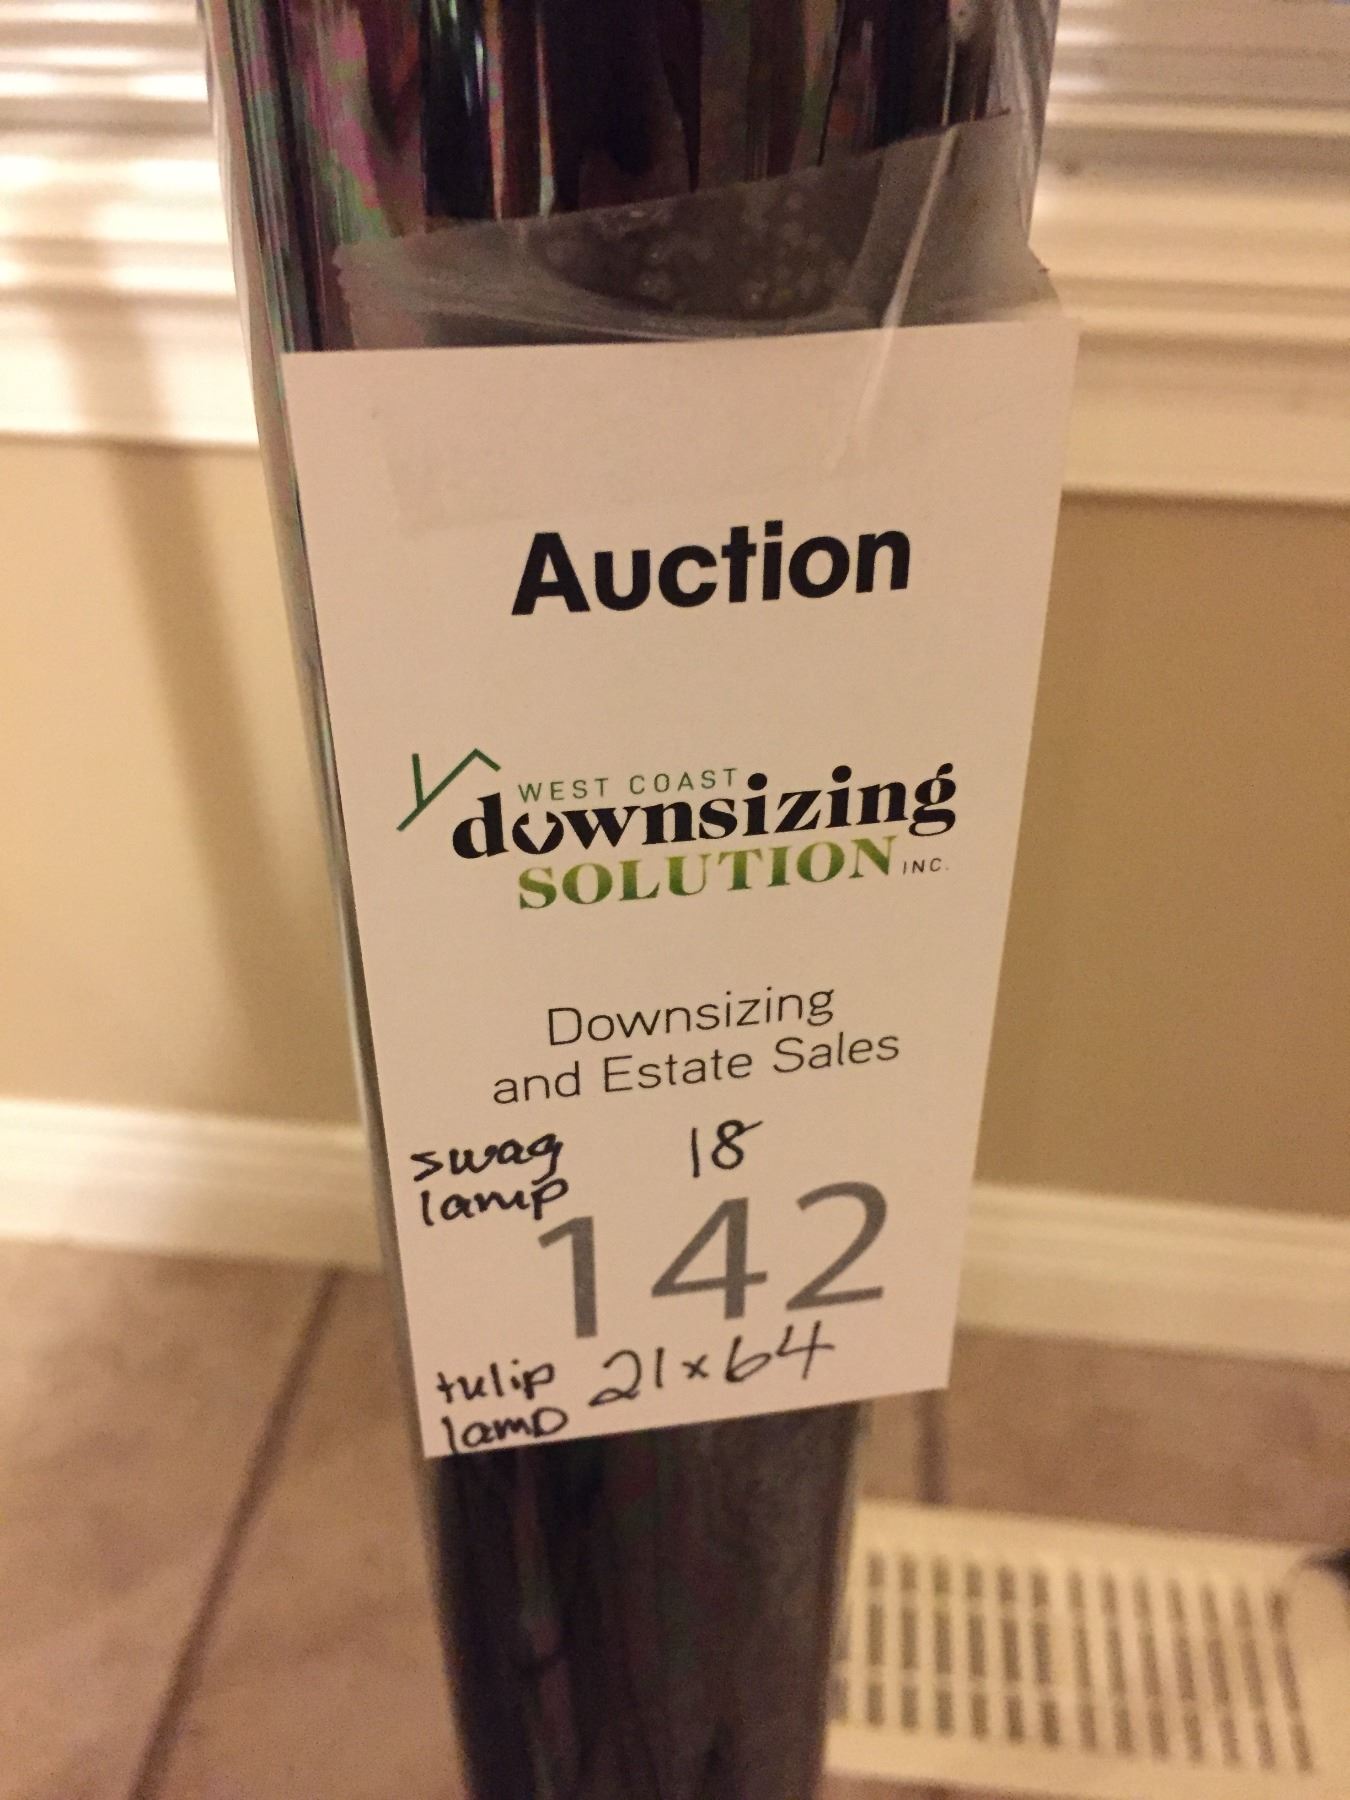 Auction
WEST COAST
downsizing
SOLUTION INC.
Downsizing
and Estate Sales
swag 18
lamp
142
tulip 21x64
lamp